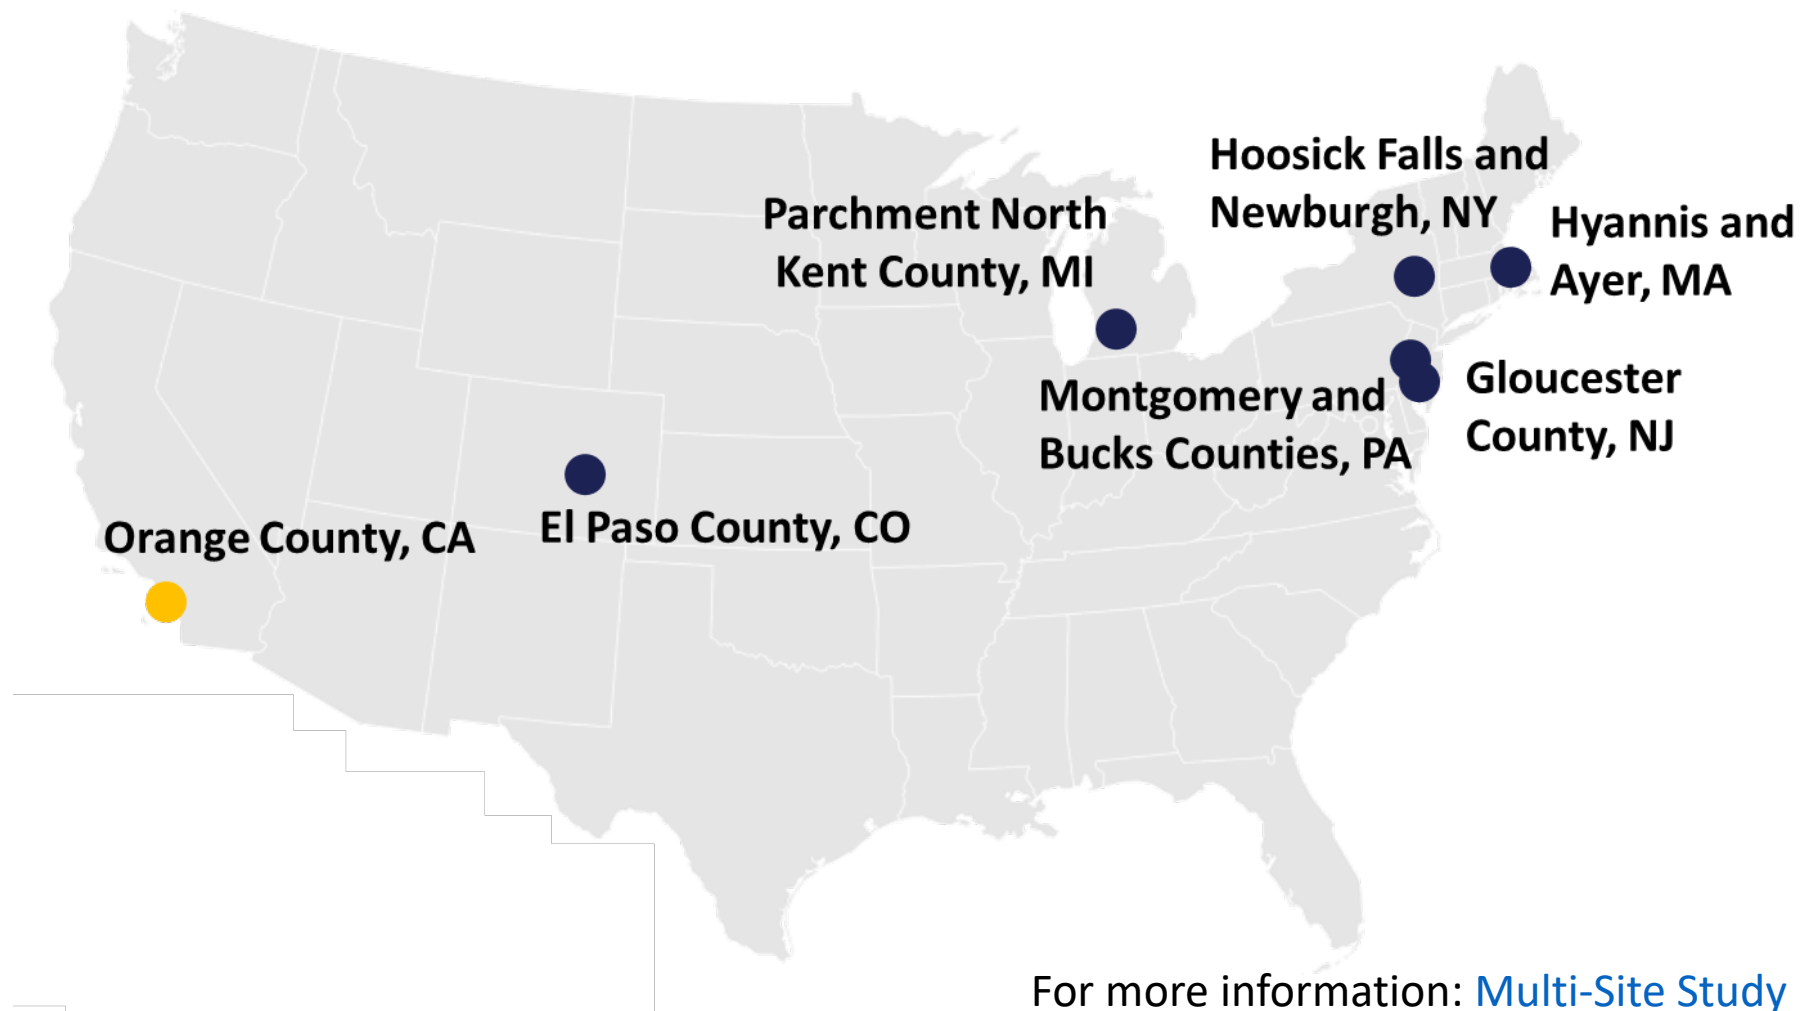 Hoosick Falls and
Newburgh, NY
Parchment North
Kent County, MI
Hyannis and
Ayer, MA
Montgomery and
Bucks Counties, PA
Gloucester
County, NJ
Orange County, CA
El Paso County, CO
For more information: Multi-Site Study